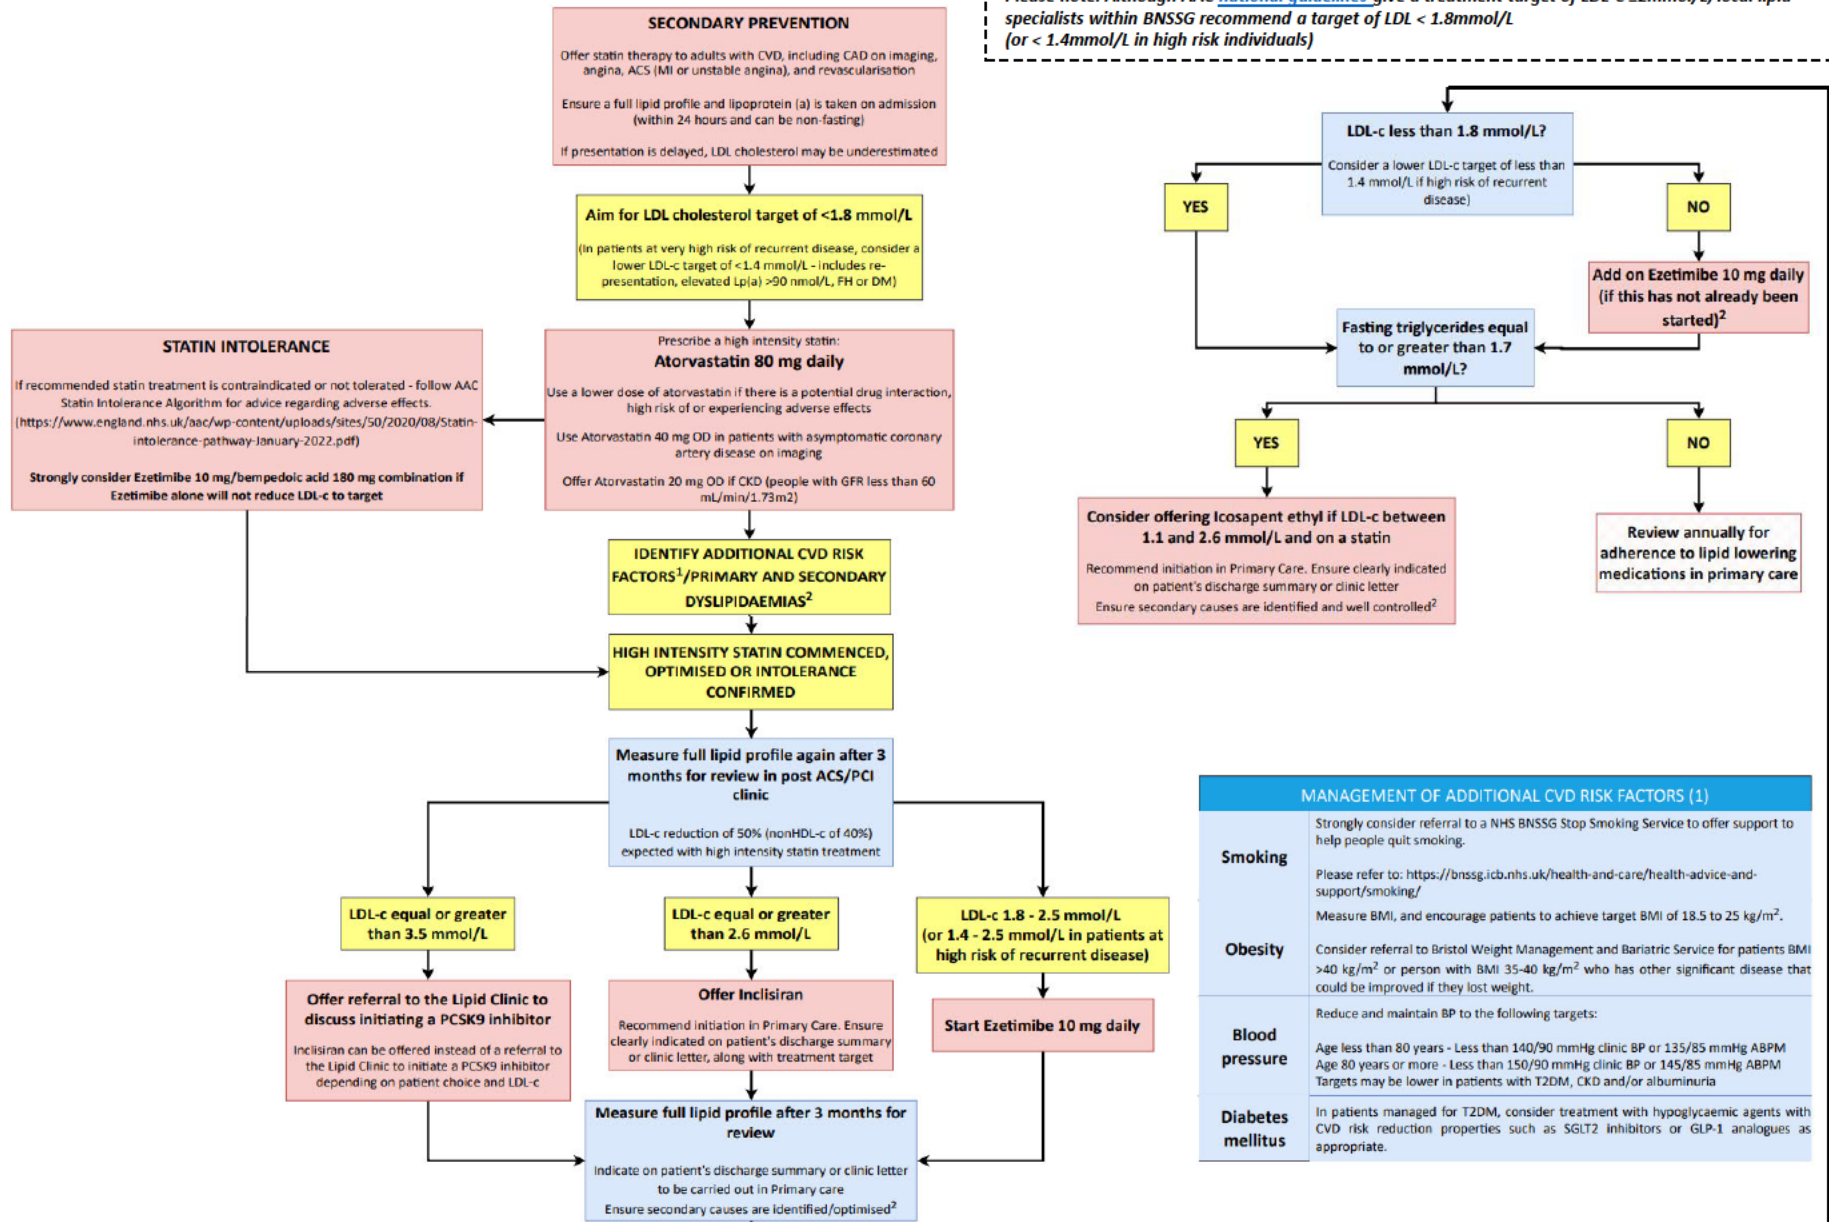 SECONDARY PREVENTION
Offer statin therapy to adults with CVD, including CAD on imaging,
angina, ACS (MI or unstable angina), and revascularisation
Ensure a full lipid profile and lipoprotein (a) is taken on admission
(within 24 hours and can be non-fasting)
If presentation is delayed, LDL cholesterol may be underestimated
Aim for LDL cholesterol target of <1.8 mmol/L
(In patients at very high risk of recurrent disease, consider a
lower LDL-c target of <1.4 mmol/L - includes re-
presentation, elevated Lp(a) >90 nmol/L, FH or DM)
STATIN INTOLERANCE
If recommended statin treatment is contraindicated or not tolerated - follow AAC
Statin Intolerance Algorithm for advice regarding adverse effects.
(https://www.england.nhs.uk/aac/wp-content/uploads/sites/50/2020/08/Statin-
intolerance-pathway-January-2022.pdf)
Strongly consider Ezetimibe 10 mg/bempedoic acid 180 mg combination if
Ezetimibe alone will not reduce LDL-c to target
Prescribe a high intensity statin:
Atorvastatin 80 mg daily
Use a lower dose of atorvastatin if there is a potential drug interaction,
high risk of or experiencing adverse effects
Use Atorvastatin 40 mg OD in patients with asymptomatic coronary
artery disease on imaging
Offer Atorvastatin 20 mg OD if CKD (people with GFR less than 60
mL/min/1.73m2)
IDENTIFY ADDITIONAL CVD RISK
FACTORS1/PRIMARY AND SECONDARY
DYSLIPIDAEMIAS2
HIGH INTENSITY STATIN COMMENCED,
OPTIMISED OR INTOLERANCE
CONFIRMED
Measure full lipid profile again after 3
months for review in post ACS/PCI
clinic
LDL-c reduction of 50% (nonHDL-c of 40%)
expected with high intensity statin treatment
LDL-c equal or greater
than 3.5 mmol/L
LDL-c equal or greater
than 2.6 mmol/L
LDL-c 1.8 - 2.5 mmol/L
(or 1.4 - 2.5 mmol/L in patients at
high risk of recurrent disease)
Offer referral to the Lipid Clinic to
discuss initiating a PCSK9 inhibitor
Inclisiran can be offered instead of a referral to
the Lipid Clinic to initiate a PCSK9 inhibitor
depending on patient choice and LDL-c
Offer Inclisiran
Recommend initiation in Primary Care. Ensure
clearly indicated on patient's discharge summary
or clinic letter, along with treatment target
Start Ezetimibe 10 mg daily
Measure full lipid profile after 3 months for
review
Indicate on patient's discharge summary or clinic letter
to be carried out in Primary care
Ensure secondary causes are identified/optimised2
national guidelines give a treatment target of
specialists within BNSSG recommend a target of LDL < 1.8mmol/L
(or < 1.4mmol/L in high risk individuals)
LDL-c less than 1.8 mmol/L?
Consider a lower LDL-c target of less than
1.4 mmol/L if high risk of recurrent
disease)
YES
NO
Add on Ezetimibe 10 mg daily
(if this has not already been
started)2
Fasting triglycerides equal
to or greater than 1.7
mmol/L?
YES
NO
Consider offering Icosapent ethyl if LDL-c between
1.1 and 2.6 mmol/L and on a statin
Recommend initiation in Primary Care. Ensure clearly indicated
on patient's discharge summary or clinic letter
Ensure secondary causes are identified and well controlled2
Review annually for
adherence to lipid lowering
medications in primary care
MANAGEMENT OF ADDITIONAL CVD RISK FACTORS (1)
Smoking
Strongly consider referral to a NHS BNSSG Stop Smoking Service to offer support to
help people quit smoking.
Please refer to: https://bnssg.icb.nhs.uk/health-and-care/health-advice-and-
support/smoking/
Obesity
Measure BMI, and encourage patients to achieve target BMI of 18.5 to 25 kg/m2.
Consider referral to Bristol Weight Management and Bariatric Service for patients BMI
>40 kg/m2 or person with BMI 35-40 kg/m2 who has other significant disease that
could be improved if they lost weight.
Blood
pressure
Reduce and maintain BP to the following targets:
Age less than 80 years - Less than 140/90 mmHg clinic BP or 135/85 mmHg ABPM
Age 80 years or more - Less than 150/90 mmHg clinic BP or 145/85 mmHg ABPM
Targets may be lower in patients with T2DM, CKD and/or albuminuria
Diabetes
mellitus
In patients managed for T2DM, consider treatment with hypoglycaemic agents with
CVD risk reduction properties such as SGLT2 inhibitors or GLP-1 analogues as
appropriate.